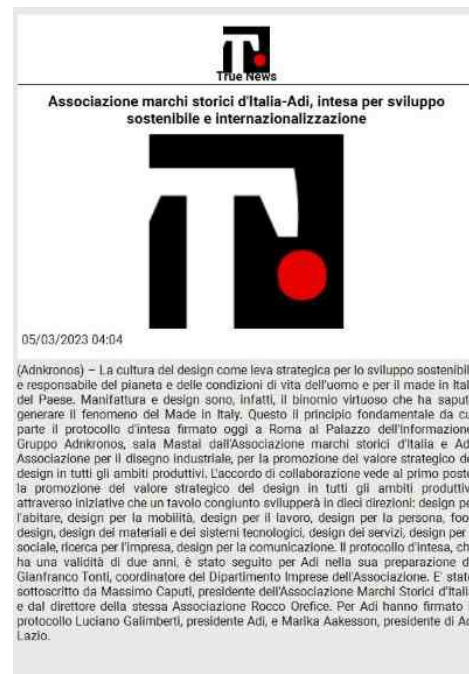 True News
Associazione marchi storici d'Italia-Adi, intesa per sviluppo
sostenibile e internazionalizzazione
05/03/2023 04:04
(Adnkronos) – La cultura del design come leva strategica per lo sviluppo sostenibil
e responsabile del pianeta e delle condizioni di vita dell'uomo e per il made in Ital
del Paese. Manifattura e design sono, infatti, il binomio virtuoso che ha saput
generare il fenomeno del Made in Italy. Questo il principio fondamentale da cu
parte il protocollo d'intesa firmato oggi a Roma al Palazzo dell'Informazione
Gruppo Adnkronos, sala Mastai dall'Associazione marchi storici d'Italia e Ad
Associazione per il disegno industriale, per la promozione del valore strategico de
design in tutti gli ambiti produttivi. L'accordo di collaborazione vede al primo posto
la promozione del valore strategico del design in tutti gli ambiti produttiv
attraverso iniziative che un tavolo congiunto svilupperà in dieci direzioni: design pe
l'abitare, design per la mobilità, design per il lavoro, design per la persona, foo
design, design dei materiali e dei sistemi tecnologici, design dei servizi, design per
sociale, ricerca per l'impresa, design per la comunicazione. Il protocollo d'intesa, ch
ha una validità di due anni, è stato seguito per Adi nella sua preparazione d
Gianfranco Tonti, coordinatore del Dipartimento Imprese dell'Associazione. E' stat
sottoscritto da Massimo Caputi, presidente dell'Associazione Marchi Storici d'Itali
e dal direttore della stessa Associazione Rocco Orefice. Per Adi hanno firmato
protocollo Luciano Galimberti, presidente Adi, e Marika Aakesson, presidente di Ad
Lazio.